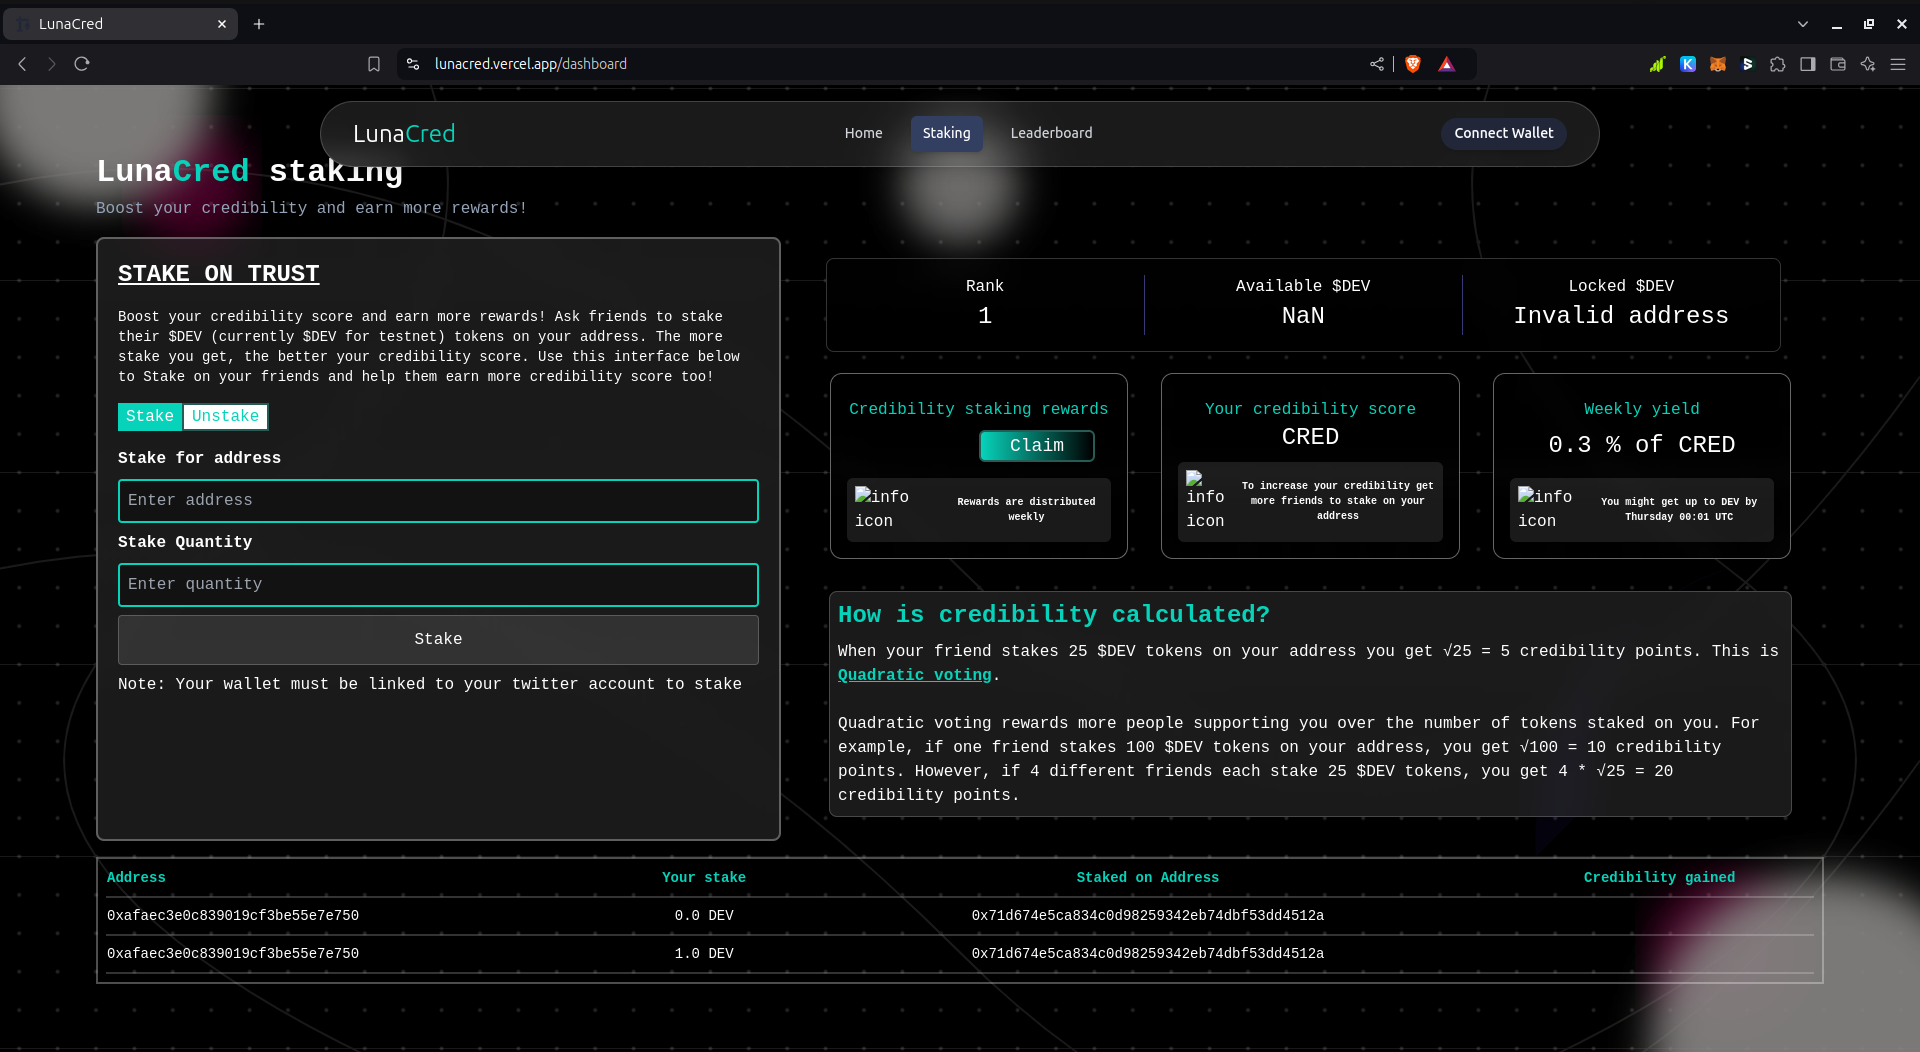 LunaCred
lunacred.vercel.app/dashboard
LunaCred
Home
Staking
Leaderboard
Connect Wallet
LunaCred staking
Boost your credibility and earn more rewards!
STAKE ON TRUST
Boost your credibility score and earn more rewards! Ask friends to stake
their $DEV (currently $DEV for testnet) tokens on your address. The more
stake you get, the better your credibility score. Use this interface below
to Stake on your friends and help them earn more credibility score too!
Stake Unstake
Stake for address
Enter address
Stake Quantity
Enter quantity
Stake
Note: Your wallet must be linked to your twitter account to stake
Rank
1
Available $DEV
NaN
Locked $DEV
Invalid address
Credibility staking rewards
Claim
info
icon
Rewards are distributed
weekly
Your credibility score
CRED
info
icon
To increase your credibility get
more friends to stake on your
address
Weekly yield
0.3 % of CRED
info
icon
You might get up to DEV by
Thursday 00:01 UTC
How is credibility calculated?
When your friend stakes 25 $DEV tokens on your address you get √25 = 5 credibility points. This is
Quadratic voting.
Quadratic voting rewards more people supporting you over the number of tokens staked on you. For
example, if one friend stakes 100 $DEV tokens on your address, you get √100 = 10 credibility
points. However, if 4 different friends each stake 25 $DEV tokens, you get 4 * √25 = 20
credibility points.
Address Your stake Staked on Address Credibility gained
0xafaec3e0c839019cf3be55e7e750 0.0 DEV 0x71d674e5ca834c0d98259342eb74dbf53dd4512a
0xafaec3e0c839019cf3be55e7e750 1.0 DEV 0x71d674e5ca834c0d98259342eb74dbf53dd4512a